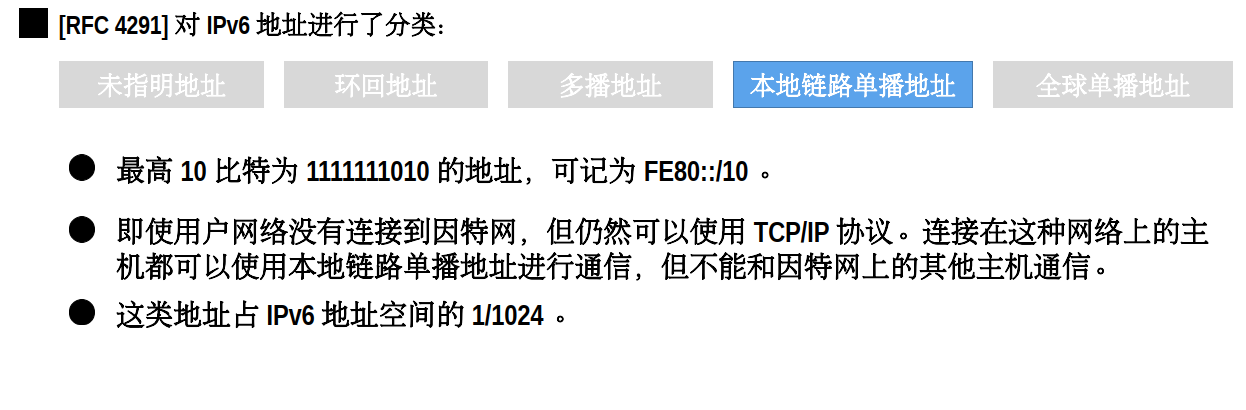 [RFC 4291] 对 IPv6 地址进行了分类:
未指明地址 环回地址 多播地址 本地链路单播地址 全球单播地址
最高 10 比特为 1111111010 的地址，可记为 FE80::/10 。
即使用户网络没有连接到因特网，但仍然可以使用 TCP/IP 协议。连接在这种网络上的主
机都可以使用本地链路单播地址进行通信，但不能和因特网上的其他主机通信。
这类地址占 IPv6 地址空间的 1/1024 。